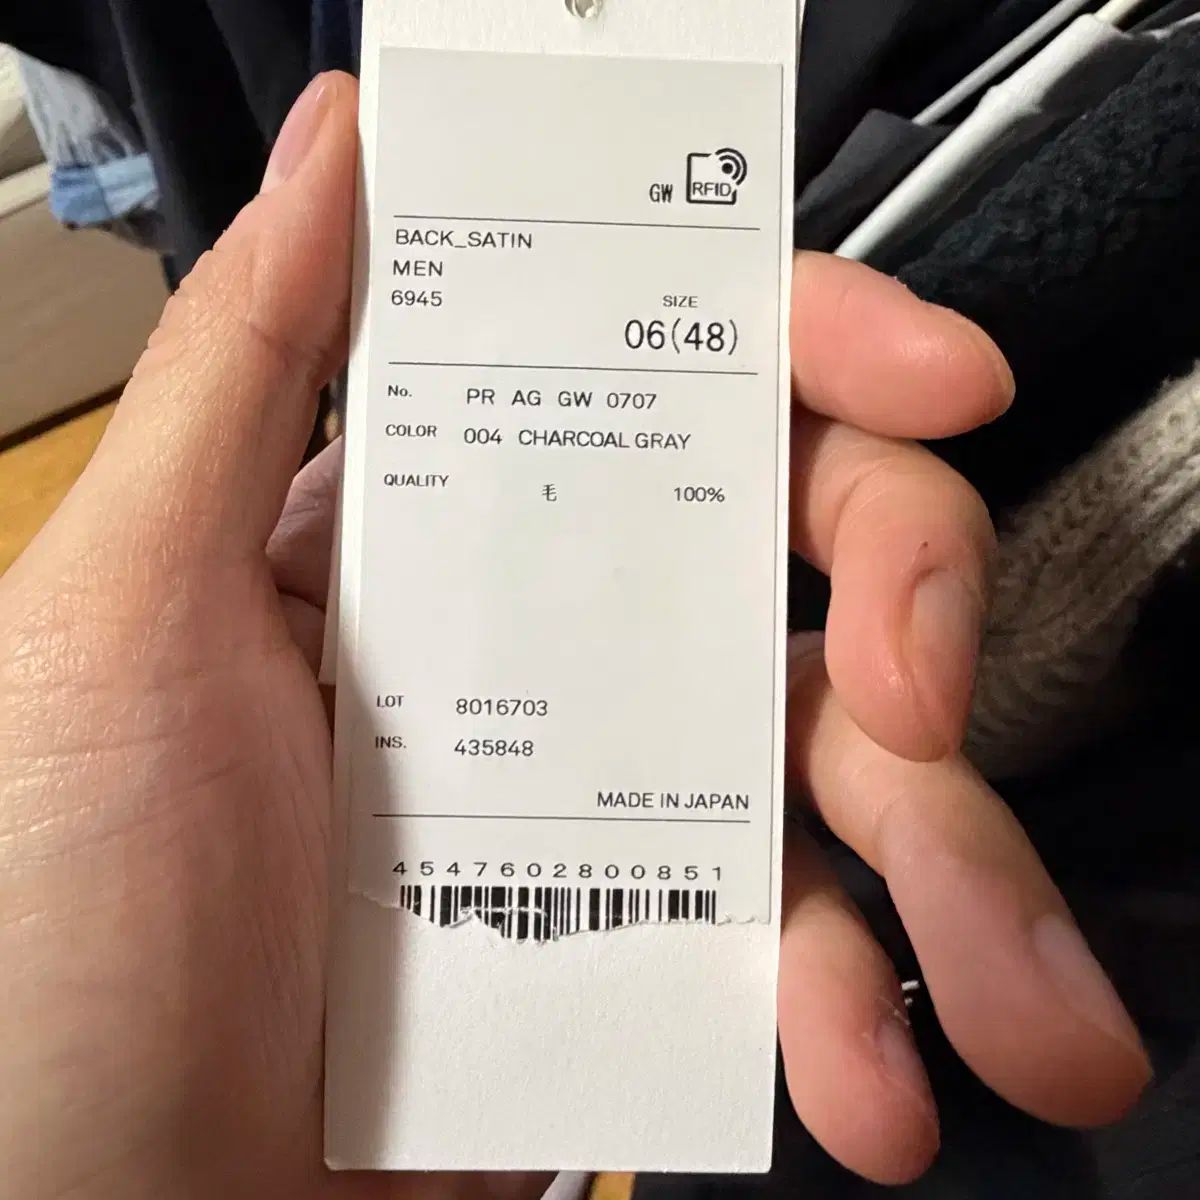 GW RFID
BACK_SATIN
MEN
6945
SIZE
06(48)
No. PR AG GW 0707
COLOR 004 CHARCOAL GRAY
QUALITY 毛 100%
LOT 8016703
INS. 435848
MADE IN JAPAN
4547602800851